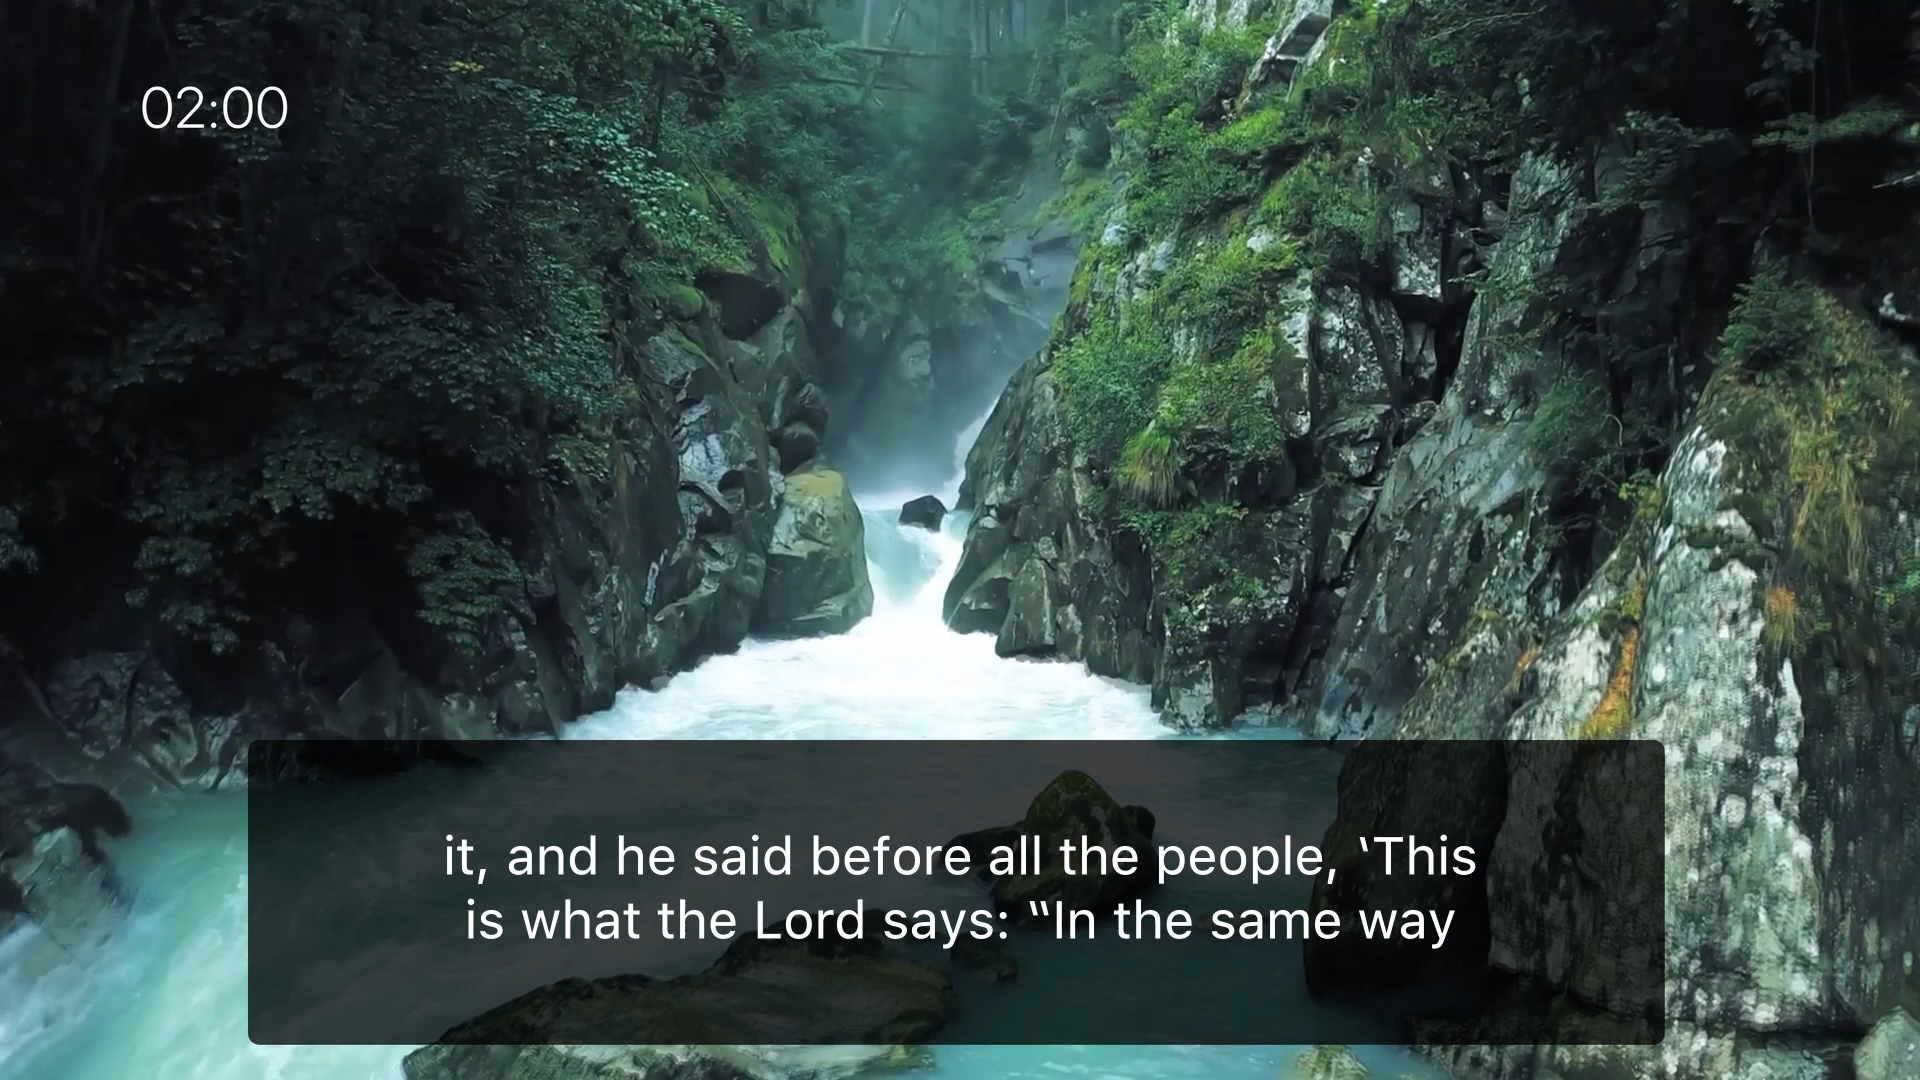 02:00
it, and he said before all the people, ‘This
is what the Lord says: “In the same way